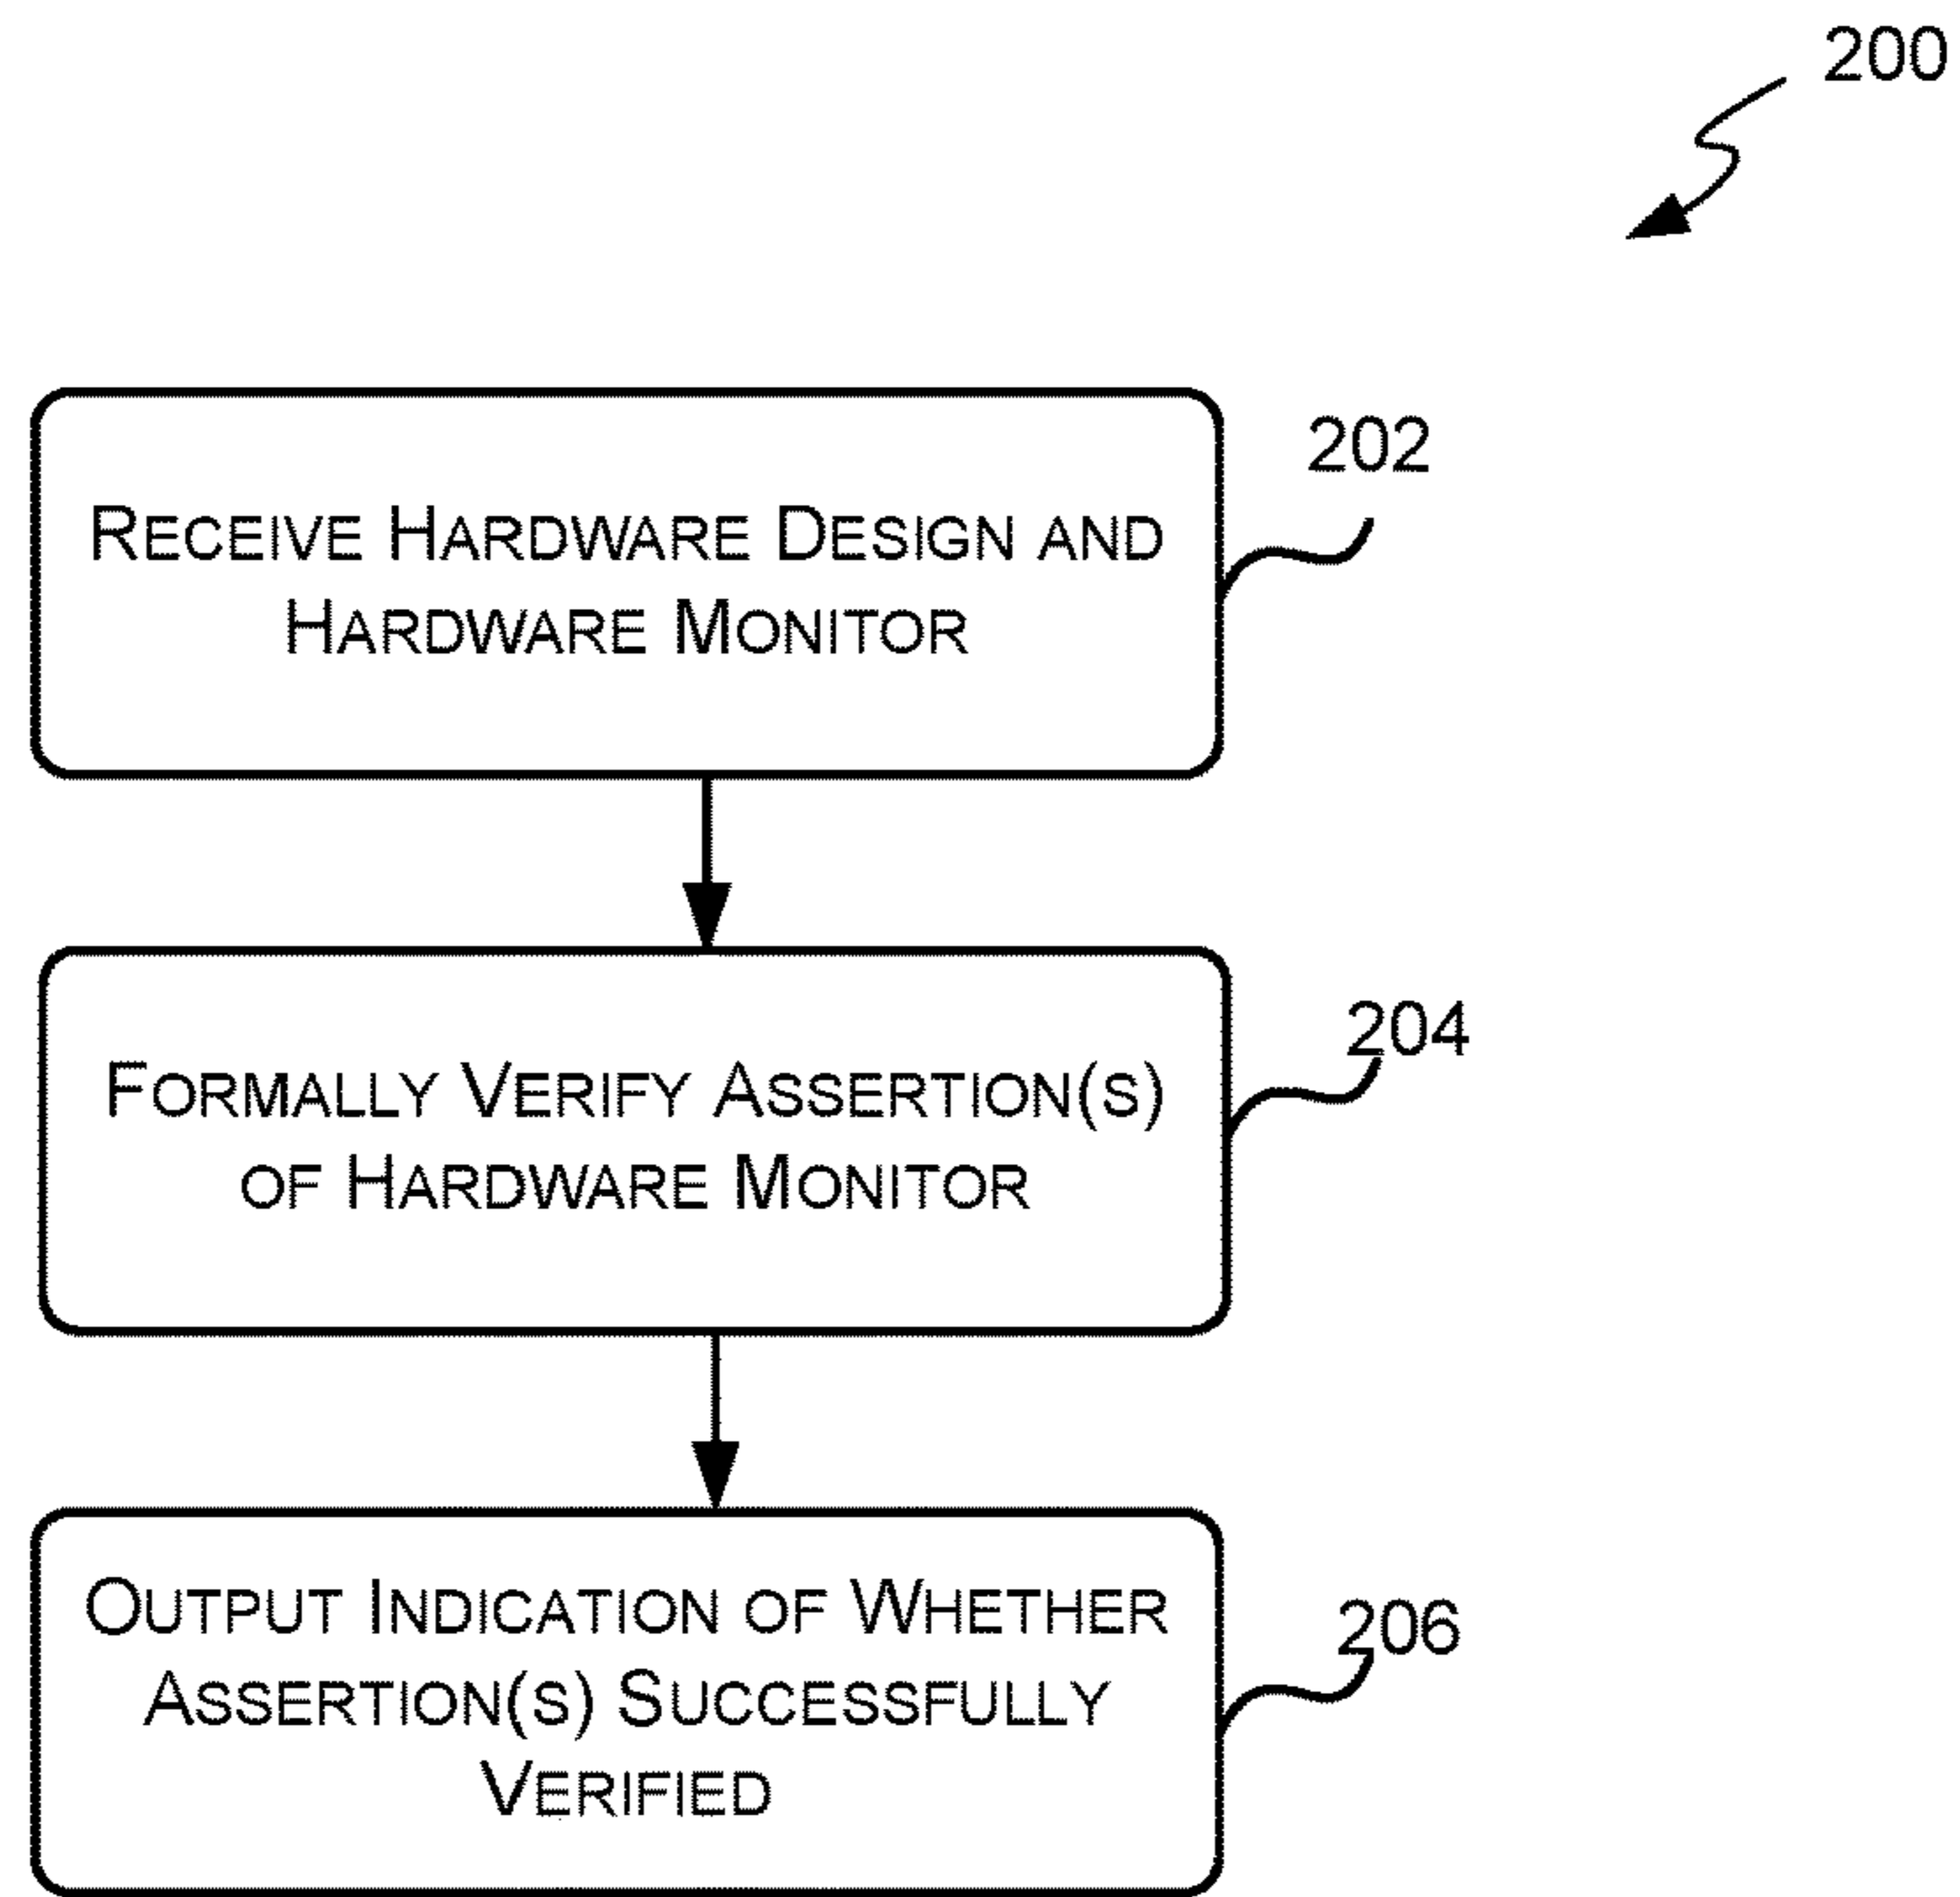 200
RECEIVE HARDWARE DESIGN AND
HARDWARE MONITOR
202
FORMALLY VERIFY ASSERTION(S)
OF HARDWARE MONITOR
204
OUTPUT INDICATION OF WHETHER
ASSERTION(S) SUCCESSFULLY
VERIFIED
206